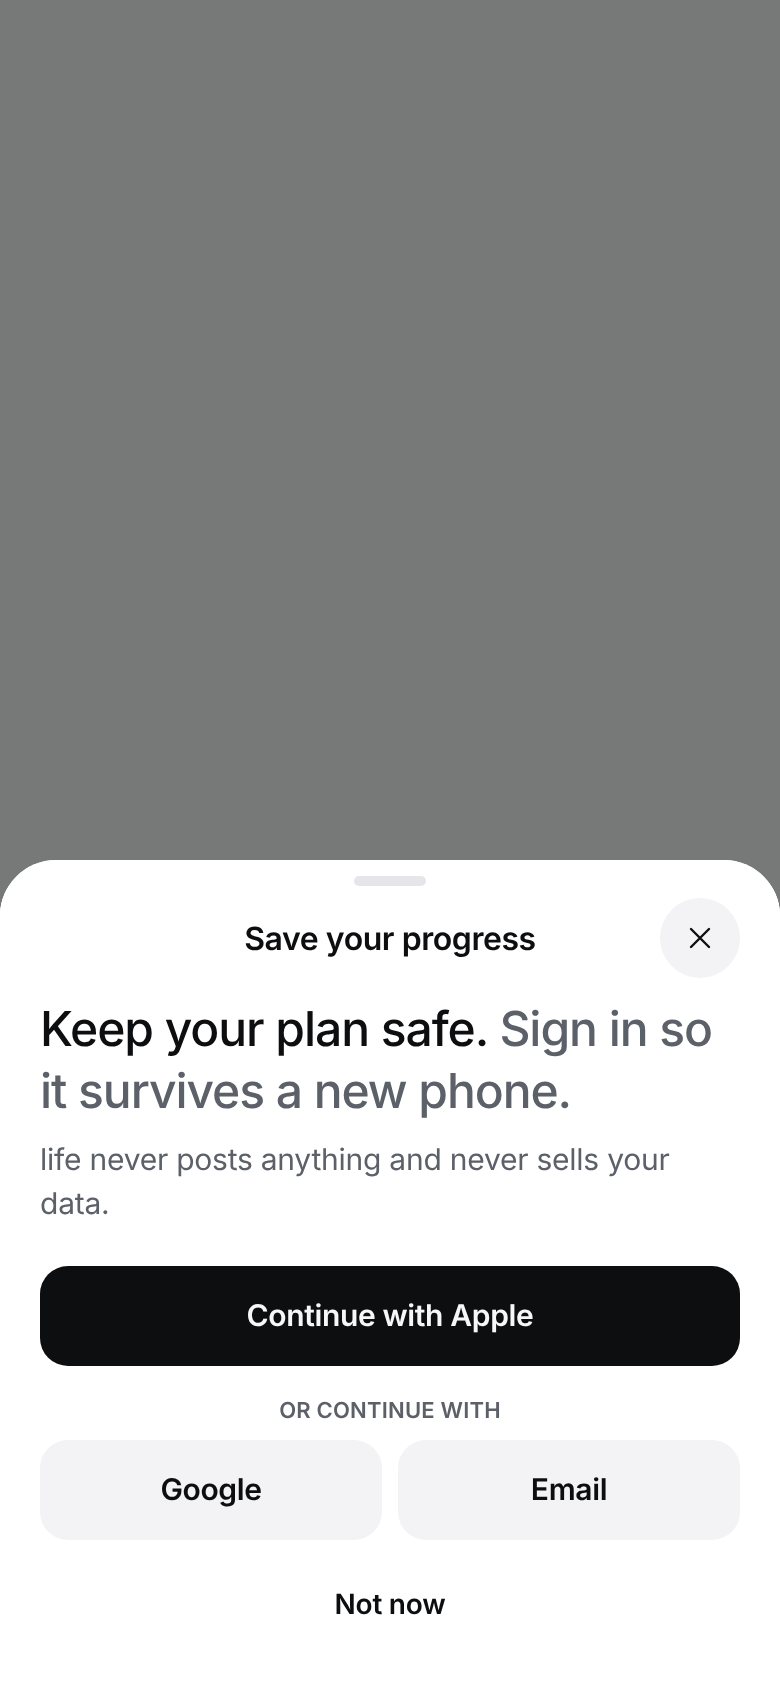 Save your progress
Keep your plan safe. Sign in so
it survives a new phone.
life never posts anything and never sells your
data.
Continue with Apple
OR CONTINUE WITH
Google
Email
Not now